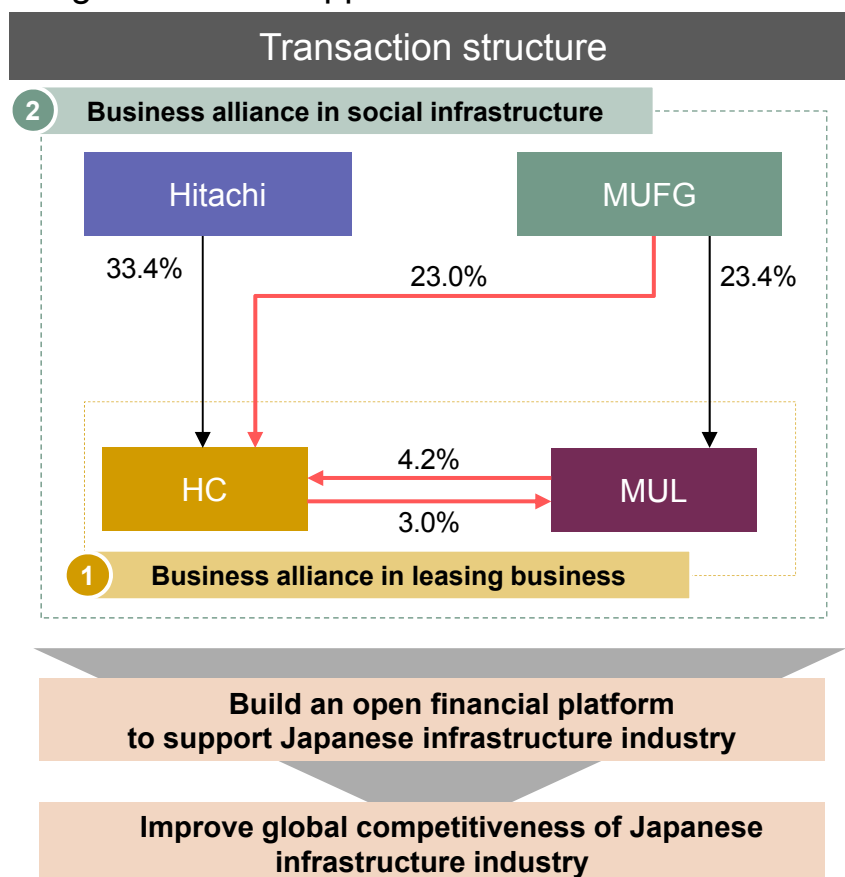 Transaction structure
2 Business alliance in social infrastructure
Hitachi
MUFG
33.4%
23.0%
23.4%
HC
4.2%
3.0%
MUL
1 Business alliance in leasing business
Build an open financial platform
to support Japanese infrastructure industry
Improve global competitiveness of Japanese
infrastructure industry